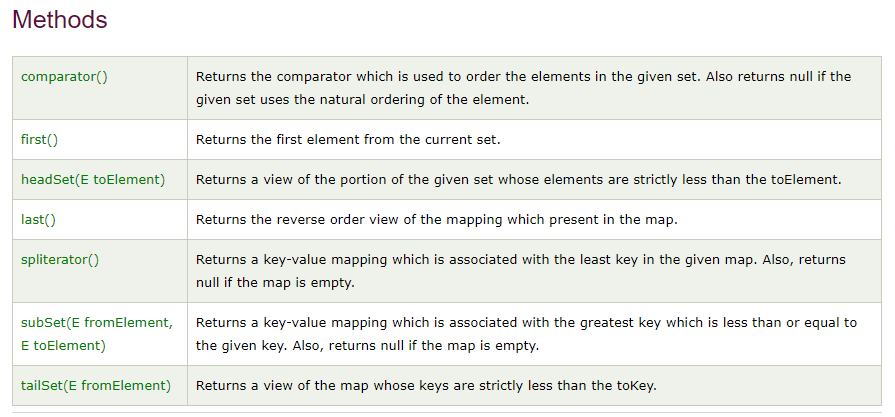 Methods
comparator() Returns the comparator which is used to order the elements in the given set. Also returns null if the
given set uses the natural ordering of the element.
first() Returns the first element from the current set.
headSet(E toElement) Returns a view of the portion of the given set whose elements are strictly less than the toElement.
last() Returns the reverse order view of the mapping which present in the map.
spliterator() Returns a key-value mapping which is associated with the least key in the given map. Also, returns
null if the map is empty.
subSet(E fromElement, Returns a key-value mapping which is associated with the greatest key which is less than or equal to
E toElement) the given key. Also, returns null if the map is empty.
tailSet(E fromElement) Returns a view of the map whose keys are strictly less than the toKey.